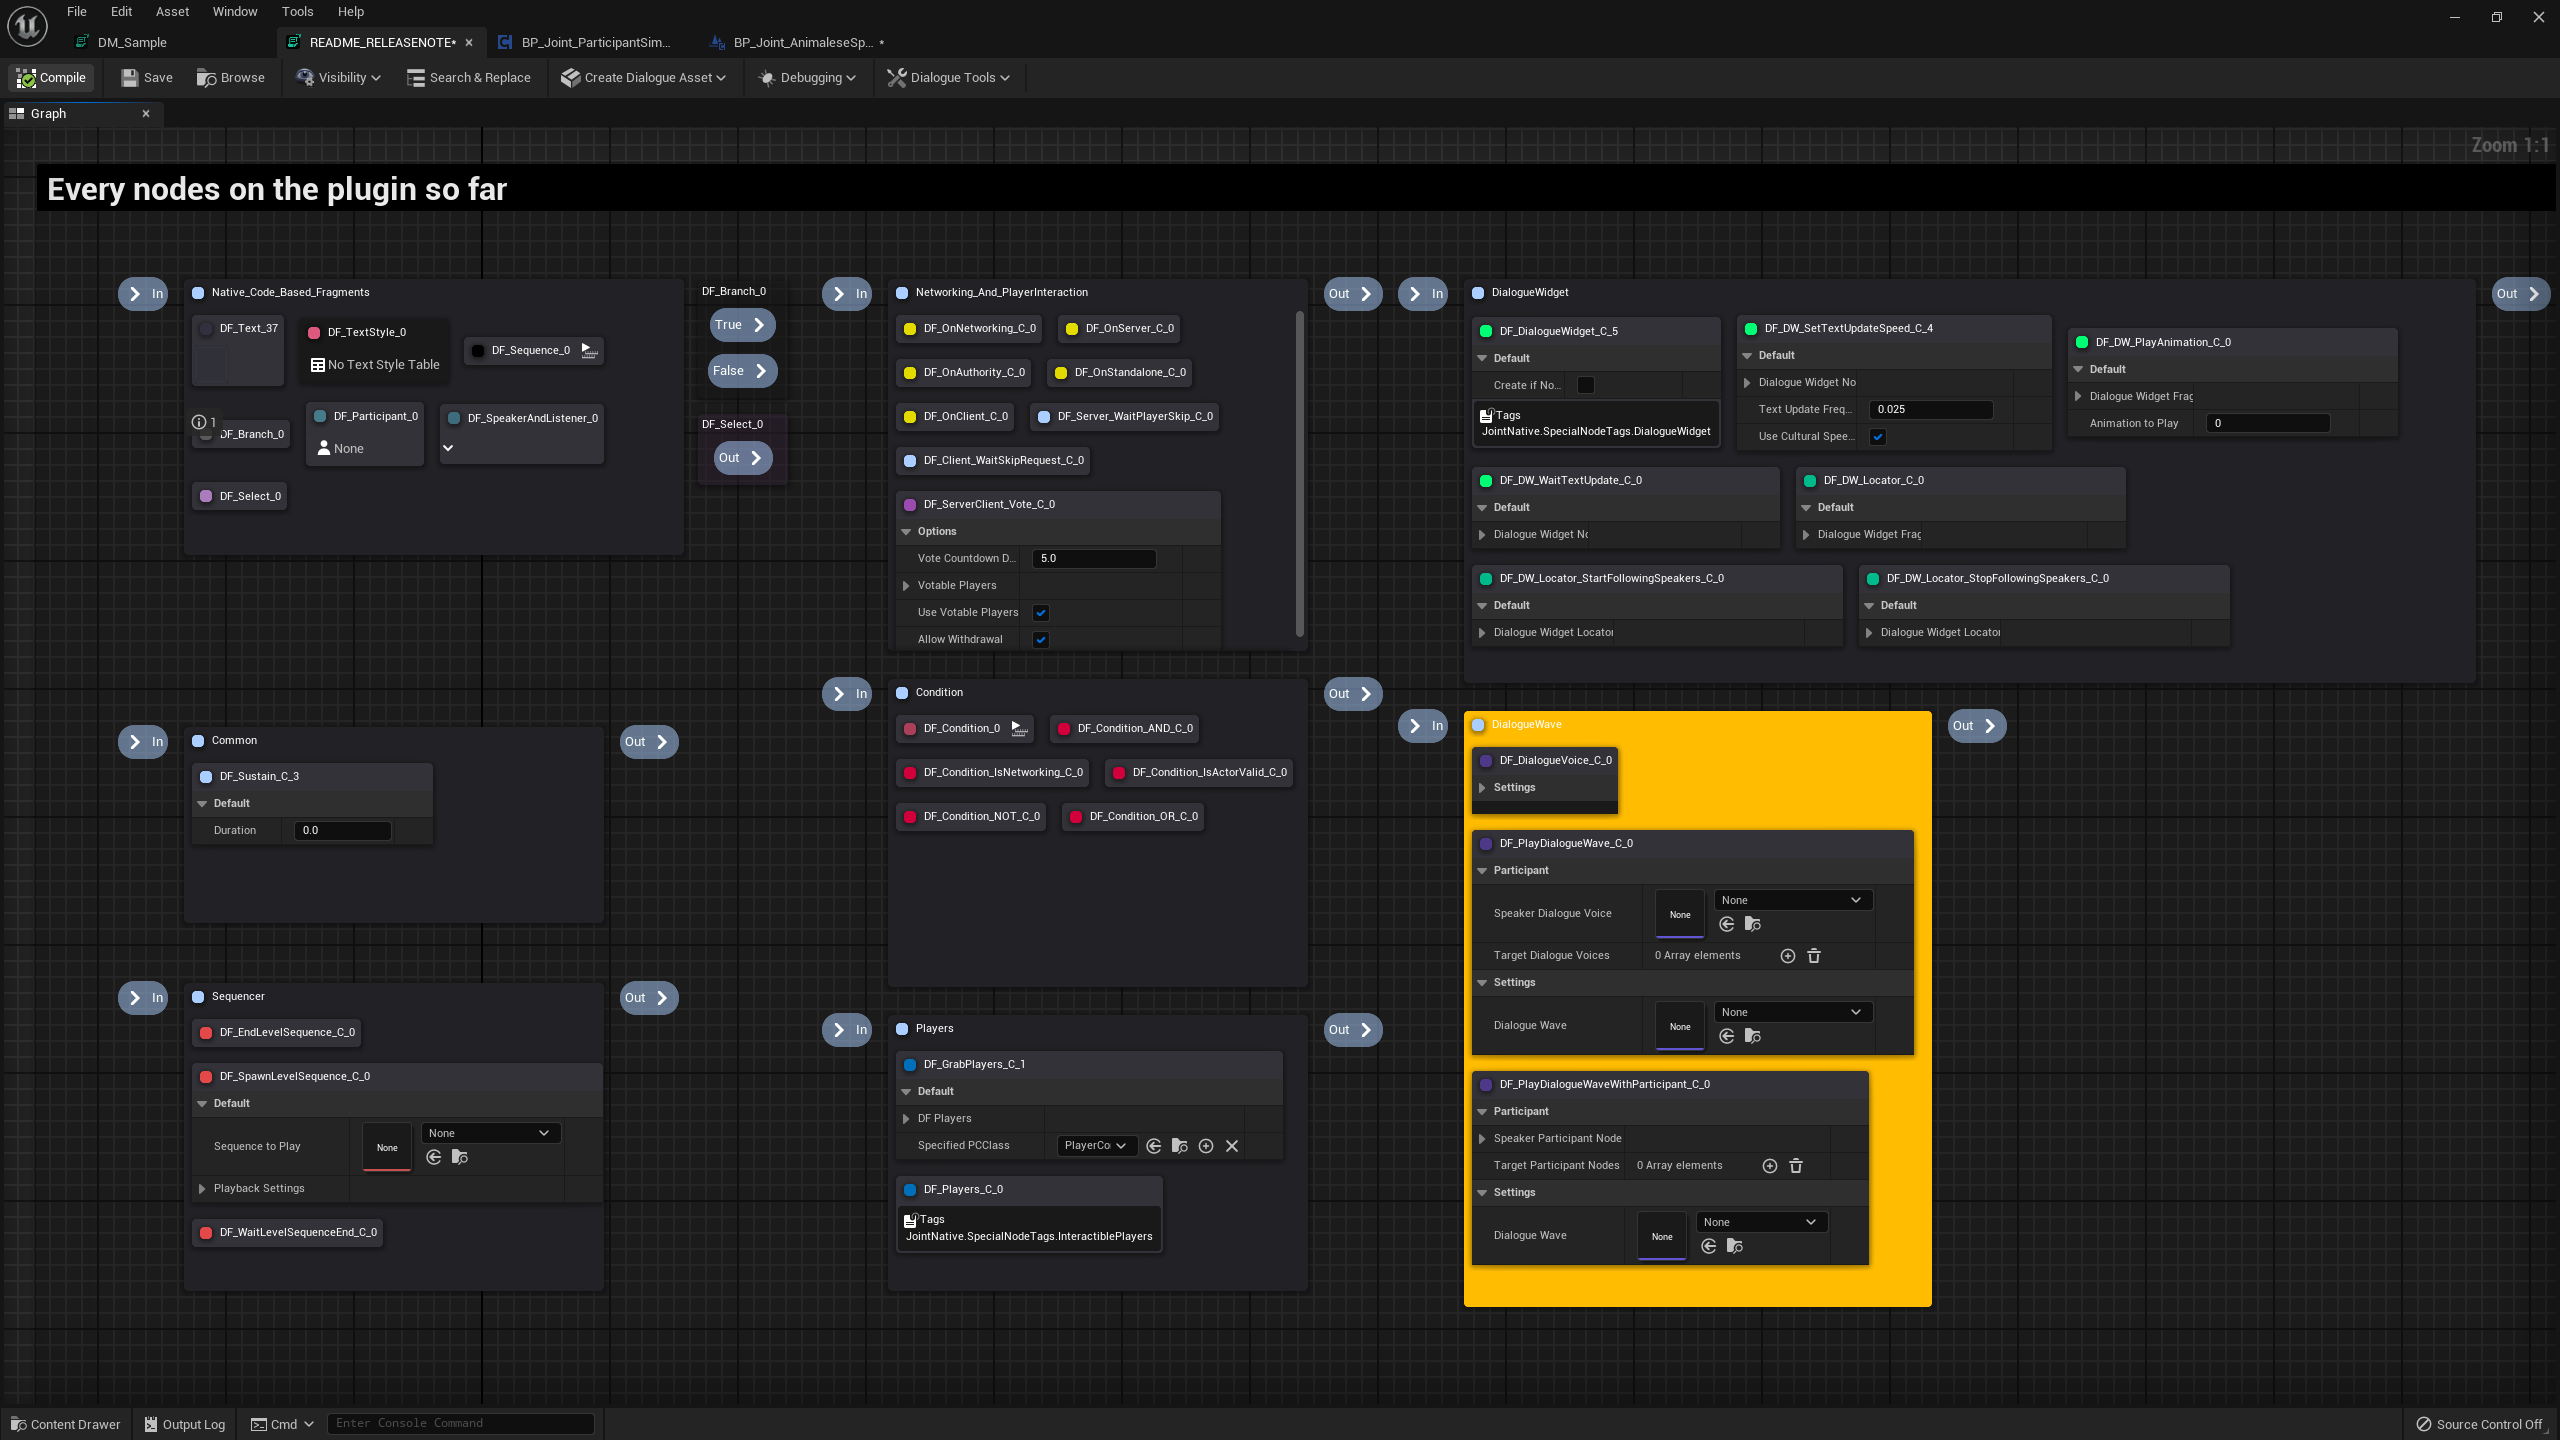 File Edit Asset Window Tools Help
DM_Sample
README_RELEASENOTE*
BP_Joint_ParticipantSim...
BP_Joint_AnimaleseSp... *
Compile
Save
Browse
Visibility
Search & Replace
Create Dialogue Asset
Debugging
Dialogue Tools
Graph
Zoom 1:1
Every nodes on the plugin so far
In
Native_Code_Based_Fragments
DF_Text_37
DF_TextStyle_0
No Text Style Table
DF_Sequence_0
1
DF_Branch_0
DF_Participant_0
None
DF_SpeakerAndListener_0
DF_Select_0
DF_Branch_0
True
False
DF_Select_0
Out
In
Networking_And_PlayerInteraction
Out
DF_OnNetworking_C_0
DF_OnServer_C_0
DF_OnAuthority_C_0
DF_OnStandalone_C_0
DF_OnClient_C_0
DF_Server_WaitPlayerSkip_C_0
DF_Client_WaitSkipRequest_C_0
DF_ServerClient_Vote_C_0
Options
Vote Countdown D... 5.0
Votable Players
Use Votable Players
Allow Withdrawal
In
DialogueWidget
Out
DF_DialogueWidget_C_5
Default
Create if No...
Tags
JointNative.SpecialNodeTags.DialogueWidget
DF_DW_SetTextUpdateSpeed_C_4
Default
Dialogue Widget No
Text Update Freq... 0.025
Use Cultural Spee...
DF_DW_PlayAnimation_C_0
Default
Dialogue Widget Frag
Animation to Play 0
DF_DW_WaitTextUpdate_C_0
Default
Dialogue Widget No
DF_DW_Locator_C_0
Default
Dialogue Widget Frag
DF_DW_Locator_StartFollowingSpeakers_C_0
Default
Dialogue Widget Locator
DF_DW_Locator_StopFollowingSpeakers_C_0
Default
Dialogue Widget Locator
In
Common
Out
DF_Sustain_C_3
Default
Duration 0.0
In
Condition
Out
DF_Condition_0
DF_Condition_AND_C_0
DF_Condition_IsNetworking_C_0
DF_Condition_IsActorValid_C_0
DF_Condition_NOT_C_0
DF_Condition_OR_C_0
In
DialogueWave
Out
DF_DialogueVoice_C_0
Settings
DF_PlayDialogueWave_C_0
Participant
Speaker Dialogue Voice None None
Target Dialogue Voices 0 Array elements
Settings
Dialogue Wave None None
DF_PlayDialogueWaveWithParticipant_C_0
Participant
Speaker Participant Node
Target Participant Nodes 0 Array elements
Settings
Dialogue Wave None None
In
Sequencer
Out
DF_EndLevelSequence_C_0
DF_SpawnLevelSequence_C_0
Default
Sequence to Play None None
Playback Settings
DF_WaitLevelSequenceEnd_C_0
In
Players
Out
DF_GrabPlayers_C_1
Default
DF Players
Specified PCClass PlayerCo
DF_Players_C_0
Tags
JointNative.SpecialNodeTags.InteractiblePlayers
Content Drawer
Output Log
Cmd
Enter Console Command
Source Control Off